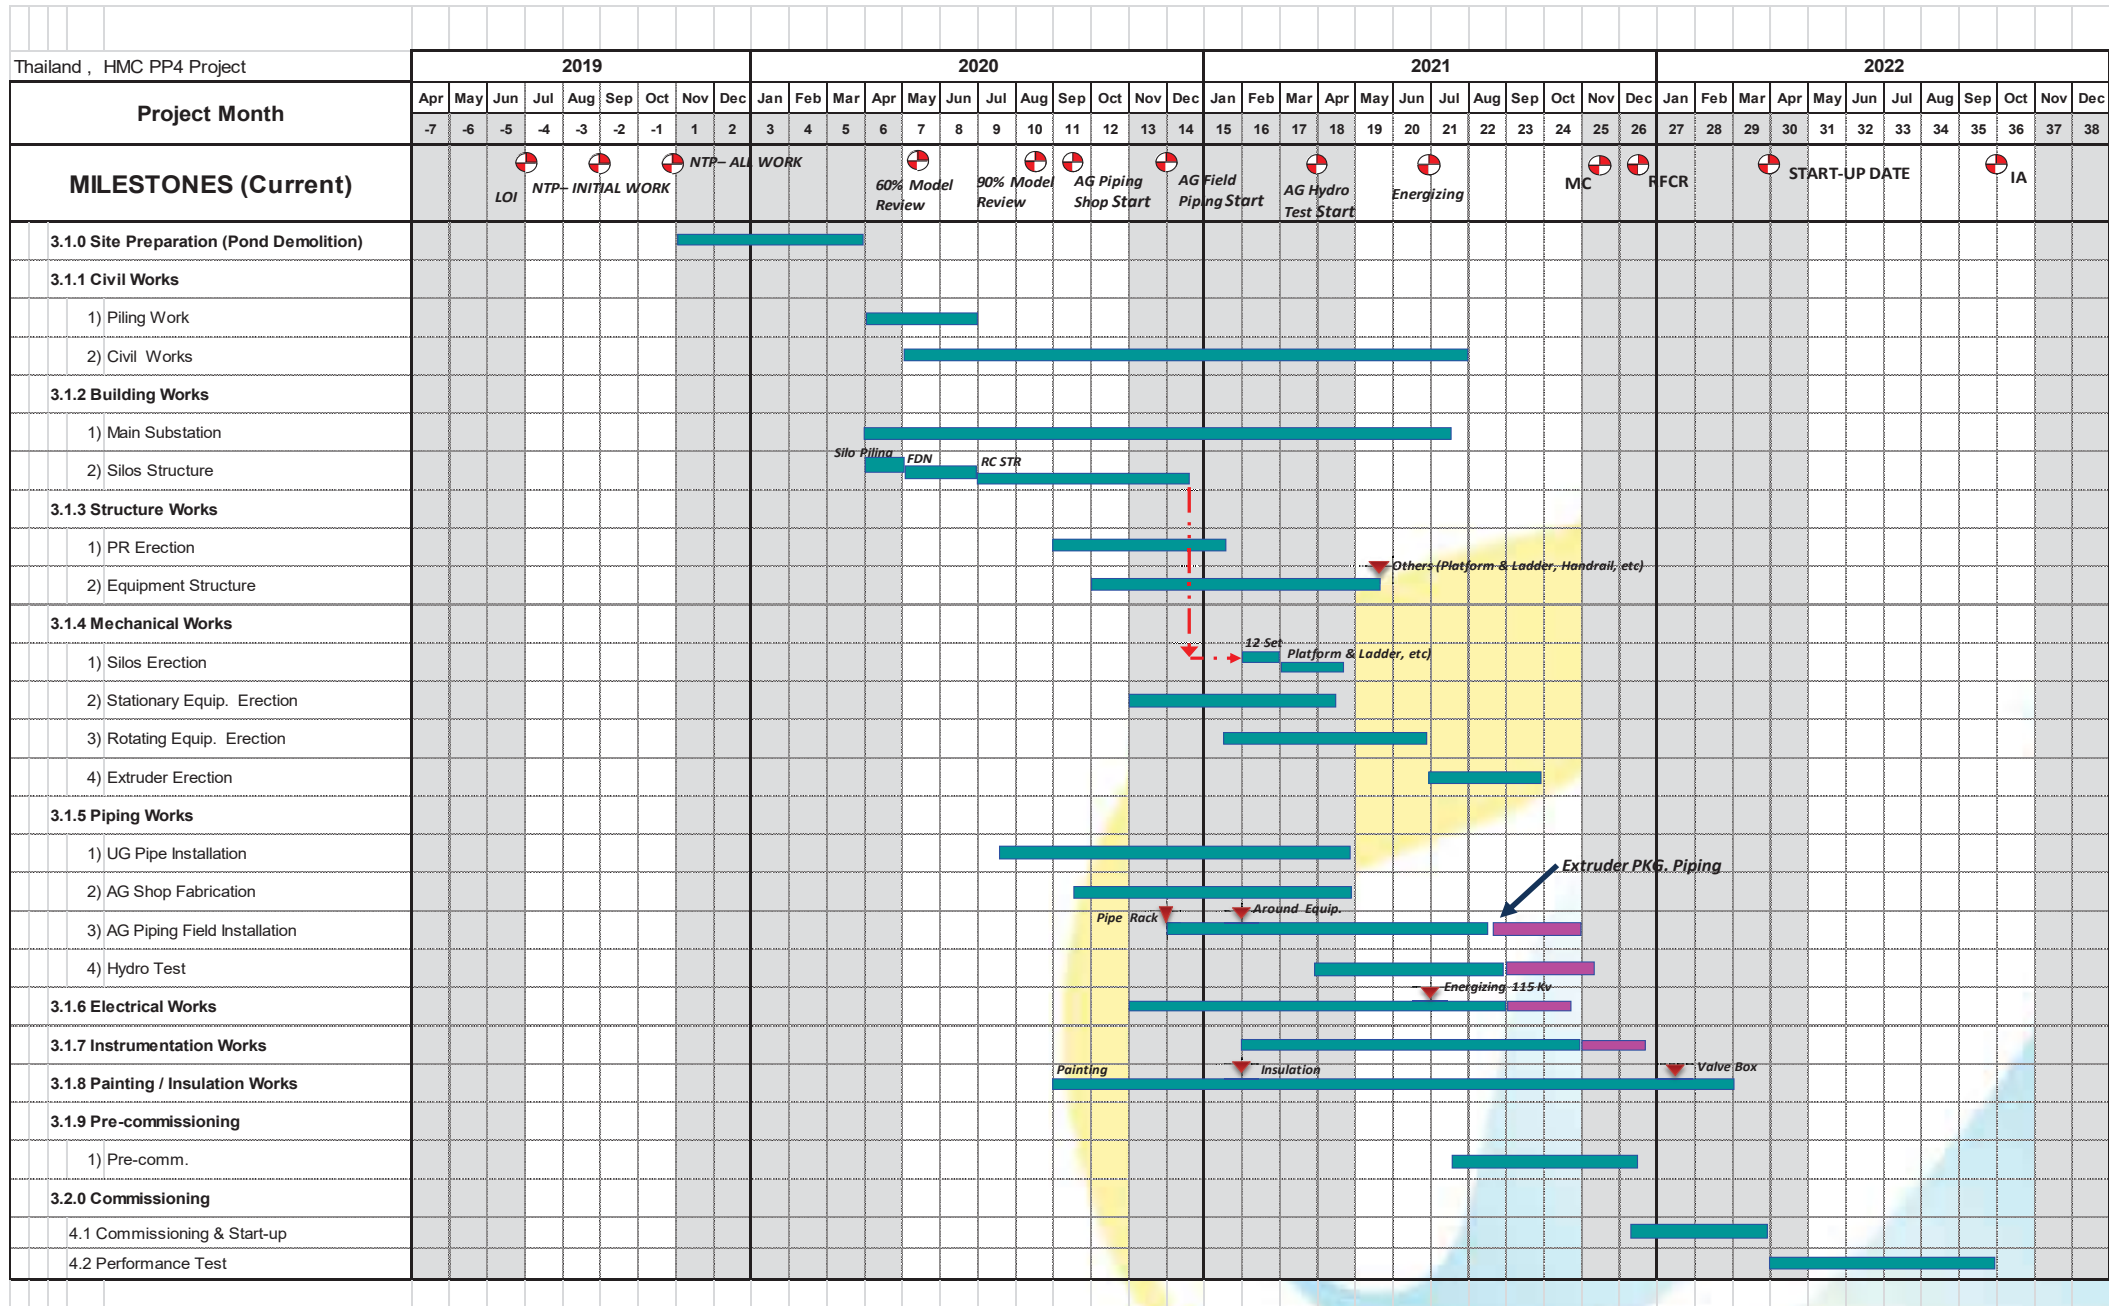 Thailand , HMC PP4 Project 2019 2020 2021 2022
Project Month
Apr May Jun Jul Aug Sep Oct Nov Dec Jan Feb Mar Apr May Jun Jul Aug Sep Oct Nov Dec Jan Feb Mar Apr May Jun Jul Aug Sep Oct Nov Dec Jan Feb Mar Apr May Jun Jul Aug Sep Oct Nov Dec
-7 -6 -5 -4 -3 -2 -1 1 2 3 4 5 6 7 8 9 10 11 12 13 14 15 16 17 18 19 20 21 22 23 24 25 26 27 28 29 30 31 32 33 34 35 36 37 38
MILESTONES (Current)
LOI
NTP– INITIAL WORK
NTP– ALL WORK
60% Model
Review
90% Model
Review
AG Piping
Shop Start
AG Field
Piping Start
AG Hydro
Test Start
Energizing
MC
RFCR
START-UP DATE
IA
3.1.0 Site Preparation (Pond Demolition)
3.1.1 Civil Works
1) Piling Work
2) Civil Works
3.1.2 Building Works
1) Main Substation
2) Silos Structure
Silo Piling
FDN
RC STR
3.1.3 Structure Works
1) PR Erection
2) Equipment Structure
Others (Platform & Ladder, Handrail, etc)
3.1.4 Mechanical Works
1) Silos Erection
12 Set
Platform & Ladder, etc)
2) Stationary Equip. Erection
3) Rotating Equip. Erection
4) Extruder Erection
3.1.5 Piping Works
1) UG Pipe Installation
Extruder PKG. Piping
2) AG Shop Fabrication
3) AG Piping Field Installation
Pipe Rack
Around Equip.
4) Hydro Test
3.1.6 Electrical Works
Energizing 115 Kv
3.1.7 Instrumentation Works
3.1.8 Painting / Insulation Works
Painting
Insulation
Valve Box
3.1.9 Pre-commissioning
1) Pre-comm.
3.2.0 Commissioning
4.1 Commissioning & Start-up
4.2 Performance Test